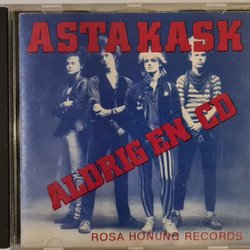 ASTA KASK
ALDRIG EN CD
ROSA HONUNG RECORDS